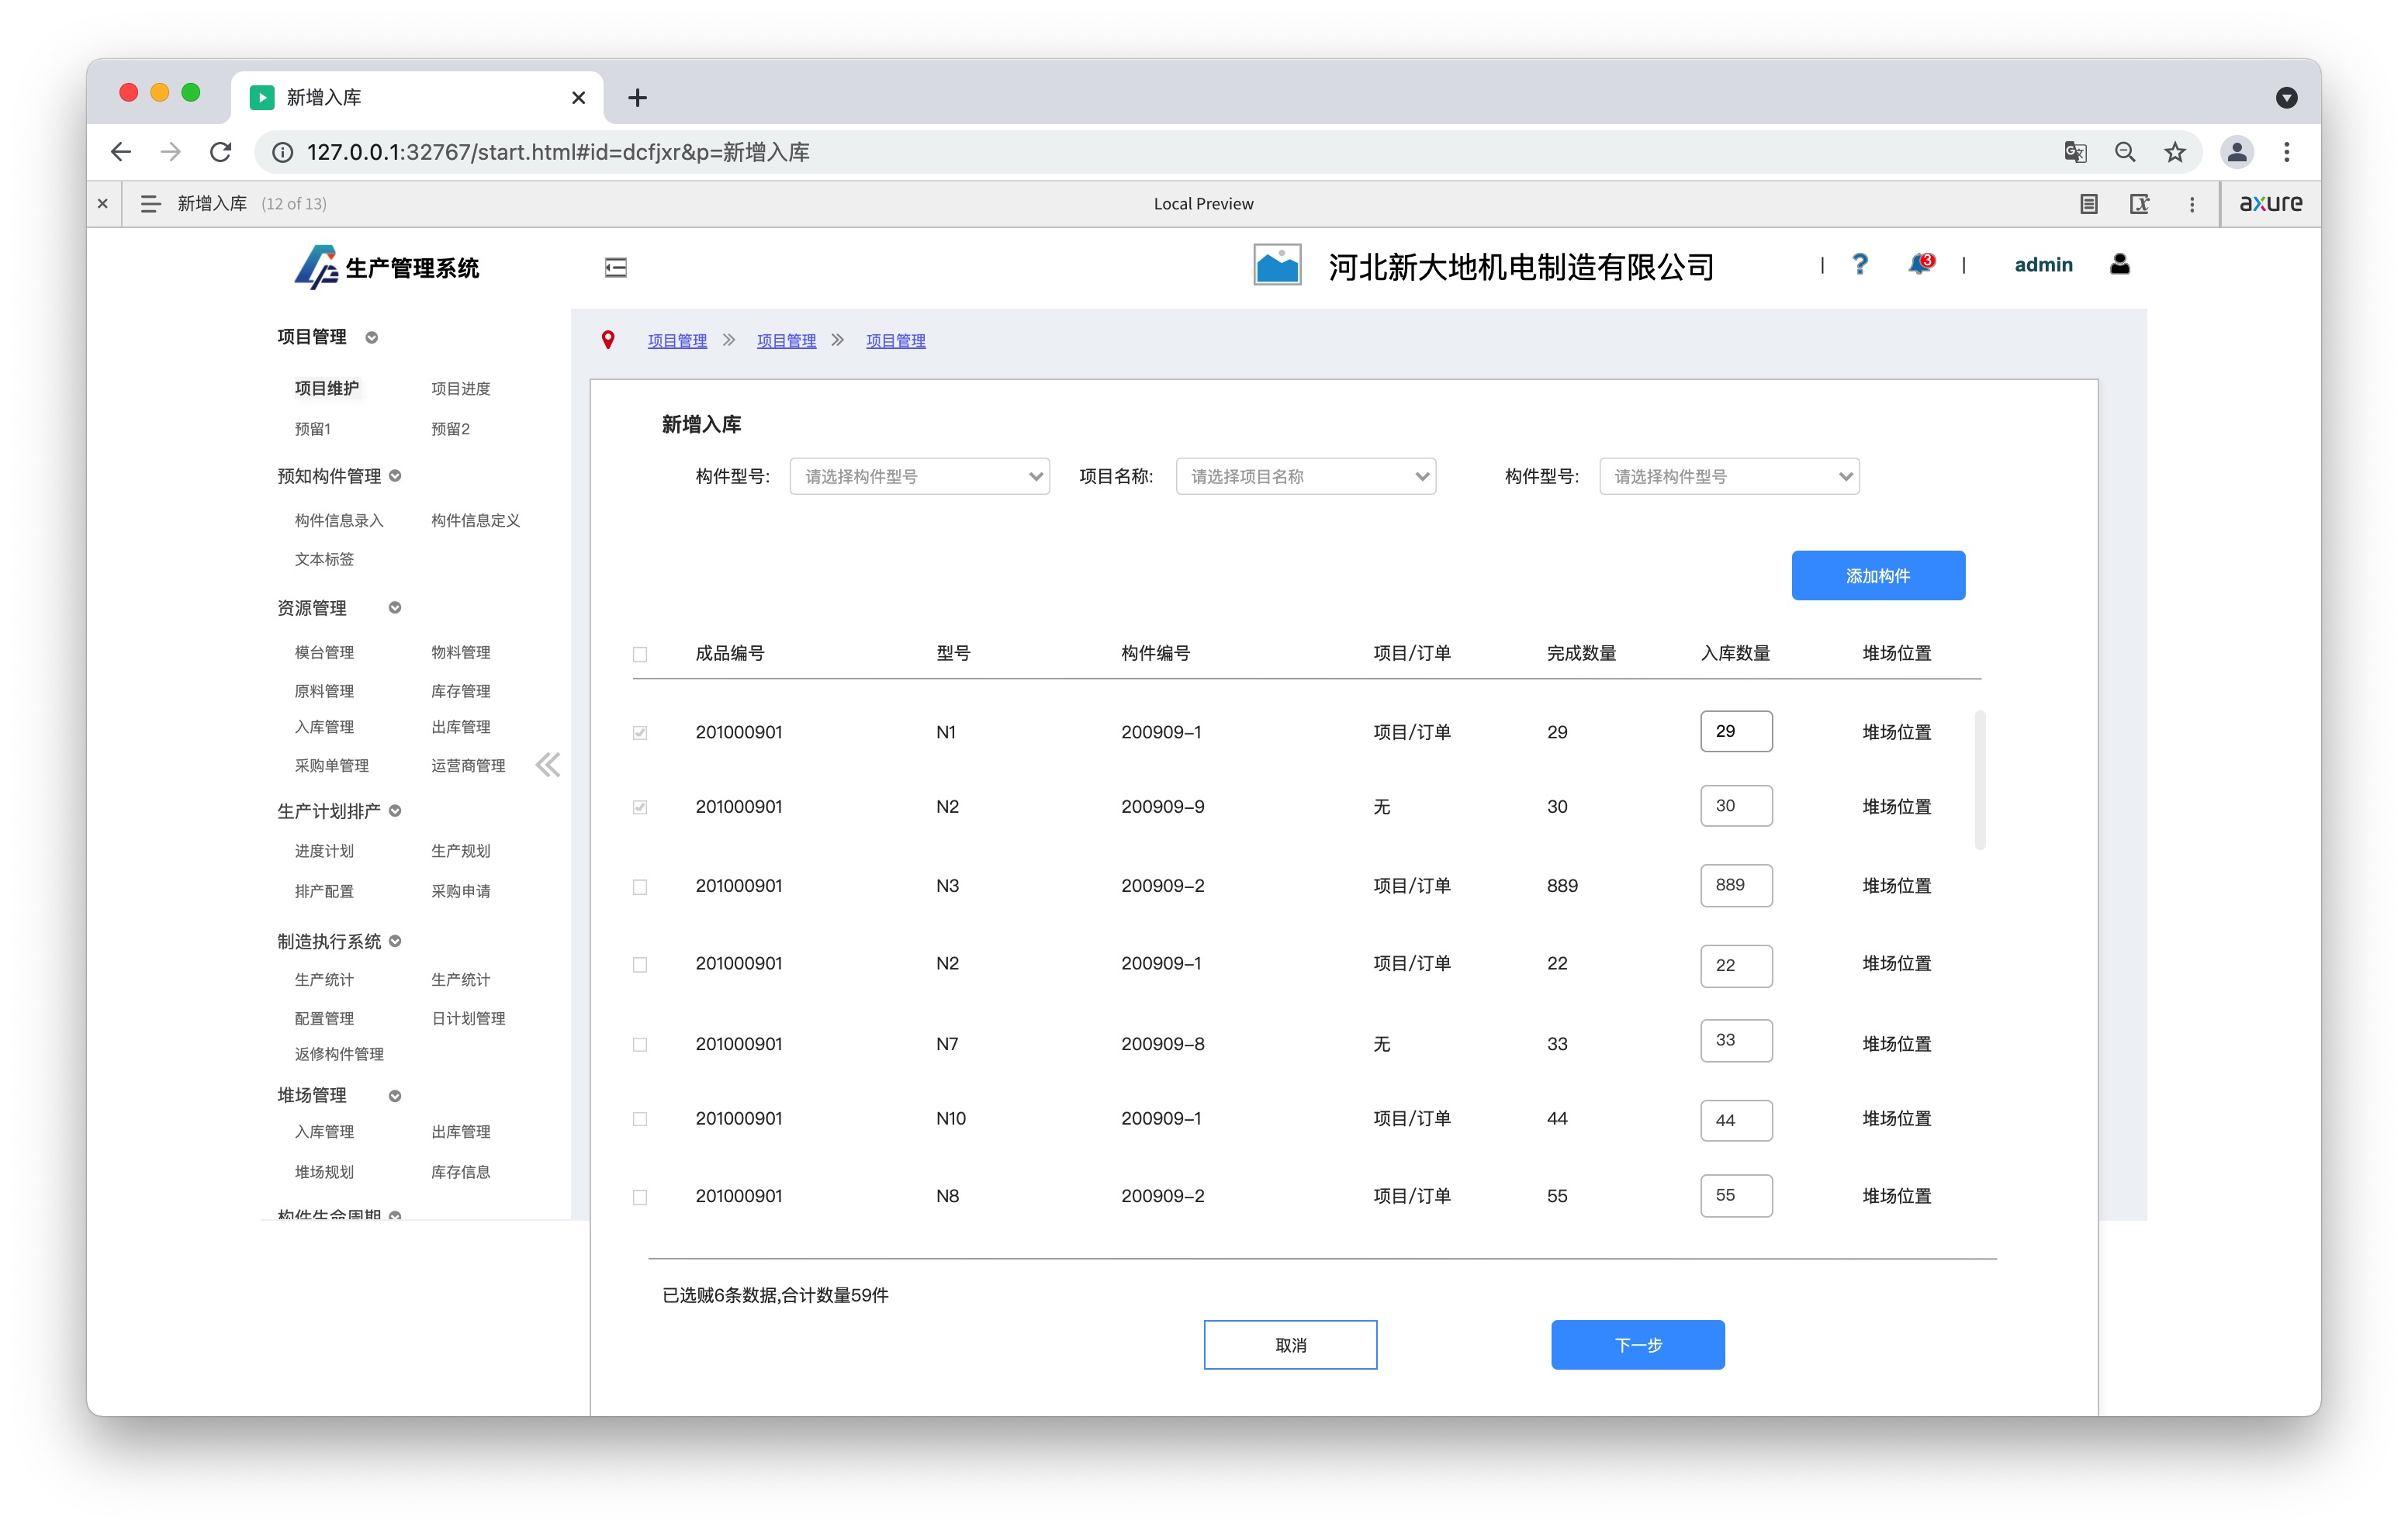 新增入库
127.0.0.1:32767/start.html#id=dcfjxr&p=新增入库
新增入库 (12 of 13) Local Preview axure
生产管理系统 河北新大地机电制造有限公司 | ? 3 | admin
项目管理
项目维护 项目进度
预留1 预留2
预知构件管理
构件信息录入 构件信息定义
文本标签
资源管理
模台管理 物料管理
原料管理 库存管理
入库管理 出库管理
采购单管理 运营商管理
生产计划排产
进度计划 生产规划
排产配置 采购申请
制造执行系统
生产统计 生产统计
配置管理 日计划管理
返修构件管理
堆场管理
入库管理 出库管理
堆场规划 库存信息
构件生命周期
项目管理 项目管理 项目管理
新增入库
构件型号: 请选择构件型号 项目名称: 请选择项目名称 构件型号: 请选择构件型号
添加构件
成品编号 型号 构件编号 项目/订单 完成数量 入库数量 堆场位置
201000901 N1 200909-1 项目/订单 29 29 堆场位置
201000901 N2 200909-9 无 30 30 堆场位置
201000901 N3 200909-2 项目/订单 889 889 堆场位置
201000901 N2 200909-1 项目/订单 22 22 堆场位置
201000901 N7 200909-8 无 33 33 堆场位置
201000901 N10 200909-1 项目/订单 44 44 堆场位置
201000901 N8 200909-2 项目/订单 55 55 堆场位置
已选贼6条数据,合计数量59件
取消 下一步